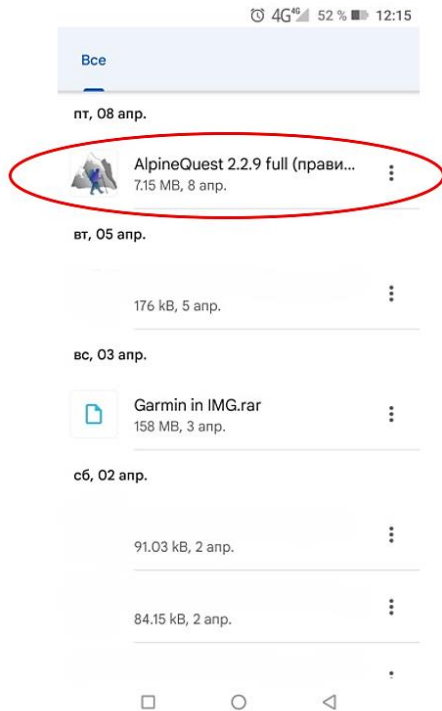 4G 4G 52 % 12:15
Все
пт, 08 апр.
AlpineQuest 2.2.9 full (прави...
7.15 MB, 8 апр.
вт, 05 апр.
176 kB, 5 апр.
вс, 03 апр.
Garmin in IMG.rar
158 MB, 3 апр.
сб, 02 апр.
91.03 kB, 2 апр.
84.15 kB, 2 апр.